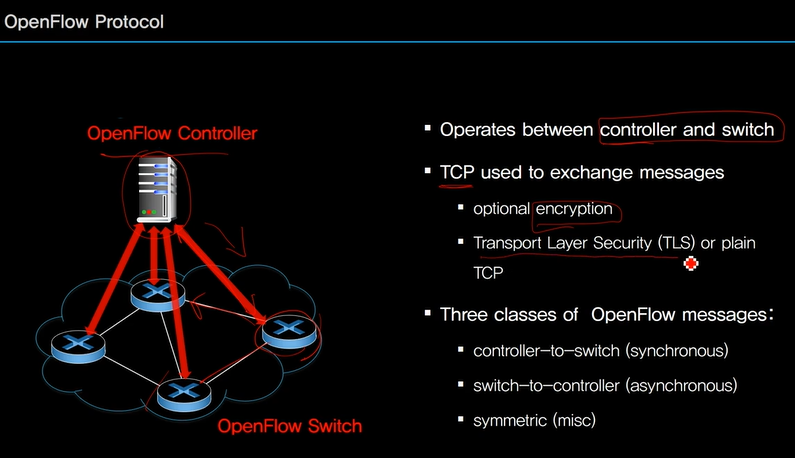 OpenFlow Protocol
OpenFlow Controller
OpenFlow Switch
▪ Operates between controller and switch
▪ TCP used to exchange messages
▪ optional encryption
▪ Transport Layer Security (TLS) or plain
TCP
▪ Three classes of OpenFlow messages:
▪ controller-to-switch (synchronous)
▪ switch-to-controller (asynchronous)
▪ symmetric (misc)